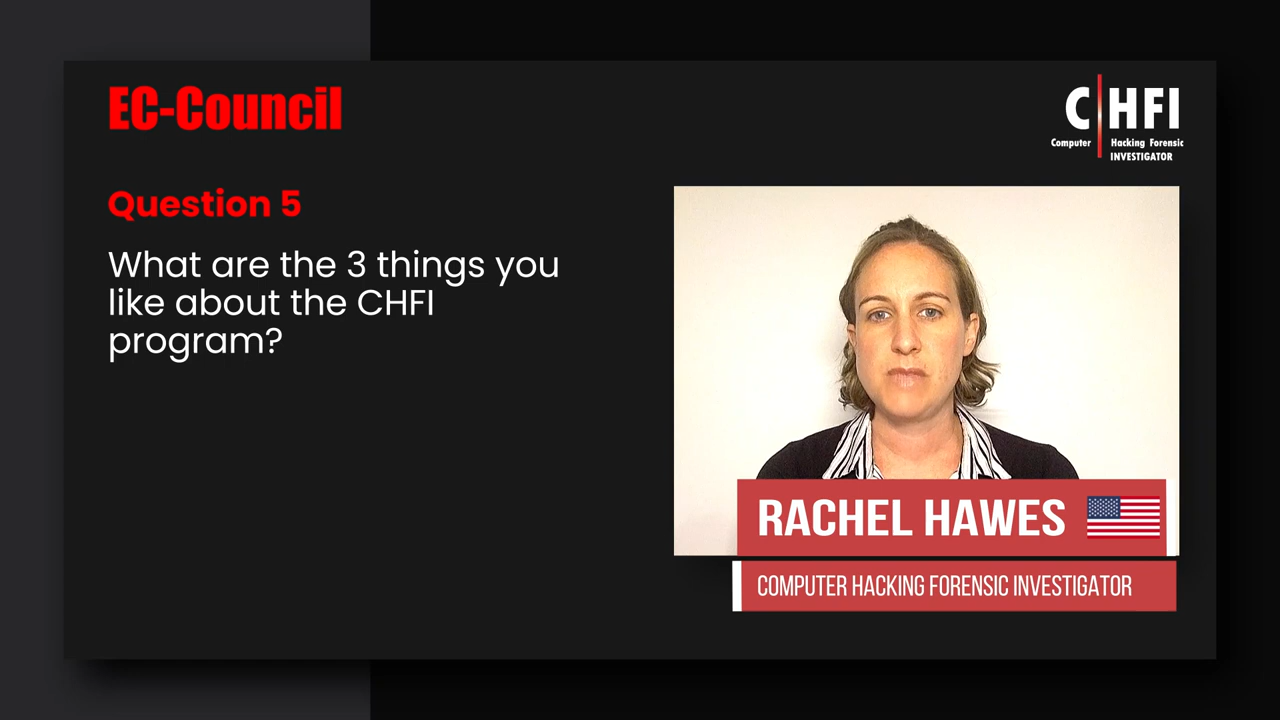 EC-Council
C HFI
Computer Hacking Forensic
INVESTIGATOR
Question 5
What are the 3 things you
like about the CHFI
program?
RACHEL HAWES
COMPUTER HACKING FORENSIC INVESTIGATOR